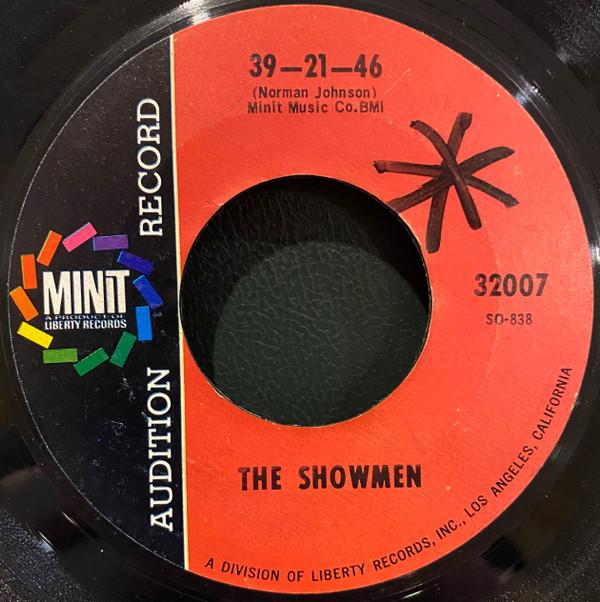 39-21-46
(Norman Johnson)
Minit Music Co.BMI
AUDITION RECORD
MINIT
A PRODUCT OF
LIBERTY RECORDS
32007
SO-838
THE SHOWMEN
A DIVISION OF LIBERTY RECORDS, INC., LOS ANGELES, CALIFORNIA